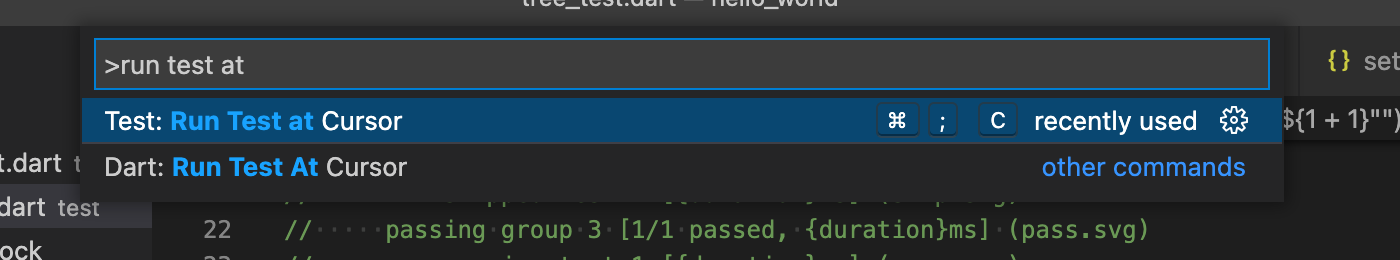 tree_test.dart — hello_world
>run test at
{} set
Test: Run Test at Cursor ⌘ ; C recently used
${1 + 1}"")
Dart: Run Test At Cursor other commands
t.dart t
dart test
22 //·····passing group·3·[1/1·passed, {duration}ms] (pass.svg)
ock